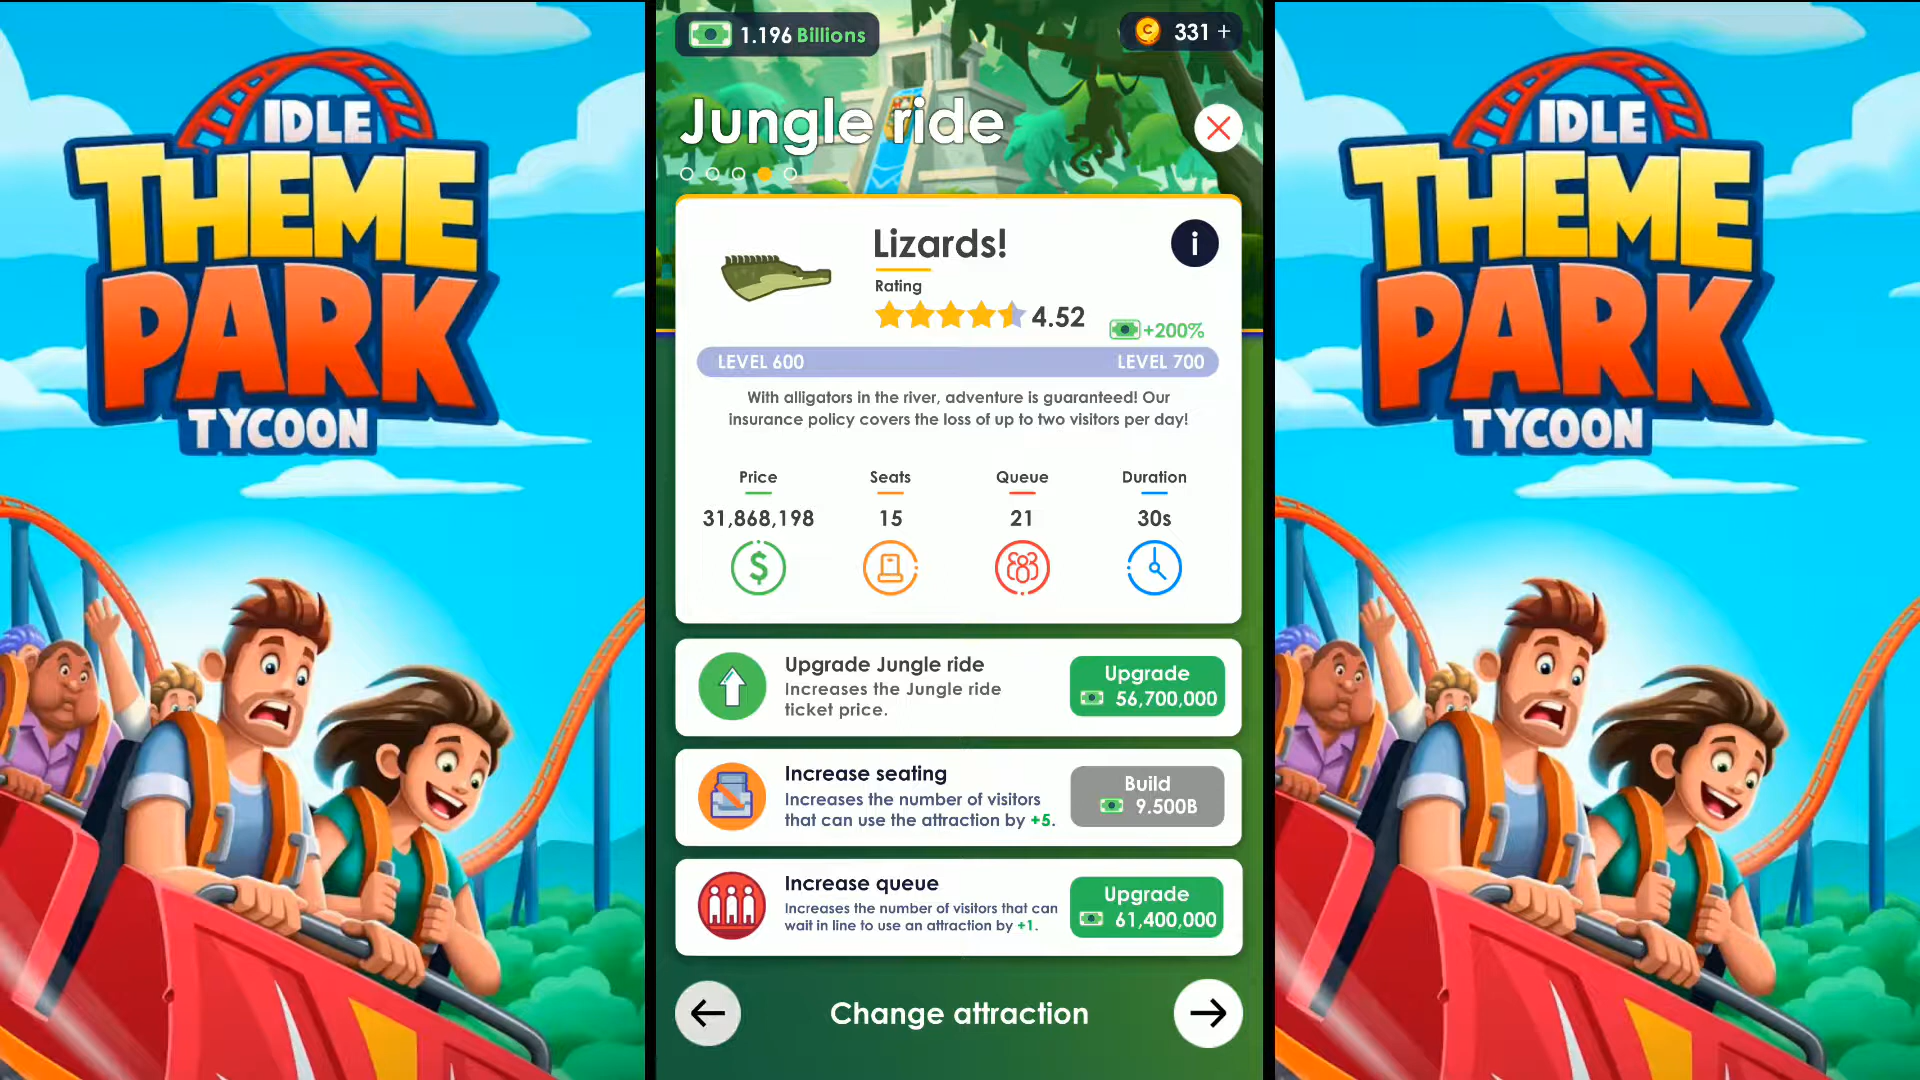 IDLE
THEME
PARK
TYCOON
1.196 Billions
331 +
Jungle ride
Lizards!
i
Rating
4.52
+200%
LEVEL 600
LEVEL 700
With alligators in the river, adventure is guaranteed! Our
insurance policy covers the loss of up to two visitors per day!
Price
Seats
Queue
Duration
31,868,198
15
21
30s
Upgrade Jungle ride
Increases the Jungle ride
ticket price.
Upgrade
56,700,000
Increase seating
Increases the number of visitors
that can use the attraction by +5.
Build
9.500B
Increase queue
Increases the number of visitors that can
wait in line to use an attraction by +1.
Upgrade
61,400,000
Change attraction
IDLE
THEME
PARK
TYCOON